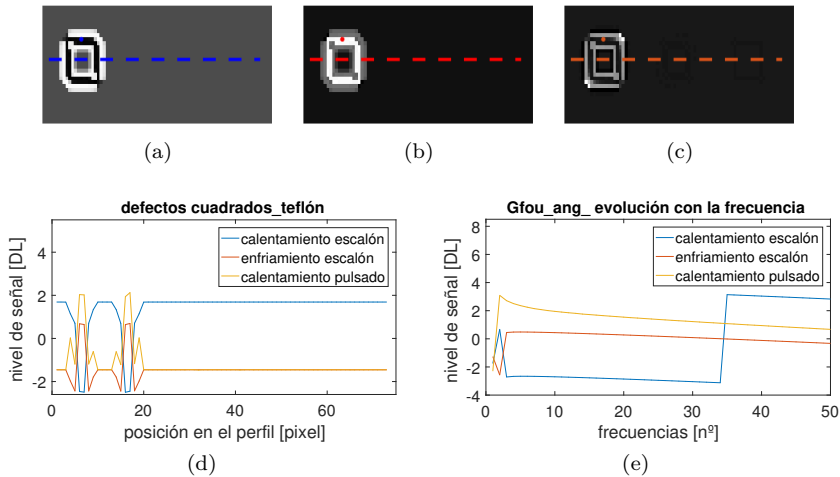 (a) (b) (c)
defectos cuadrados_teflón
calentamiento escalón
enfriamiento escalón
calentamiento pulsado
nivel de señal [DL]
4
2
0
-2
0 20 40 60
posición en el perfil [pixel]
(d)
Gfou_ang_ evolución con la frecuencia
calentamiento escalón
enfriamiento escalón
calentamiento pulsado
nivel de señal [DL]
8
6
4
2
0
-2
-4
0 10 20 30 40 50
frecuencias [nº]
(e)